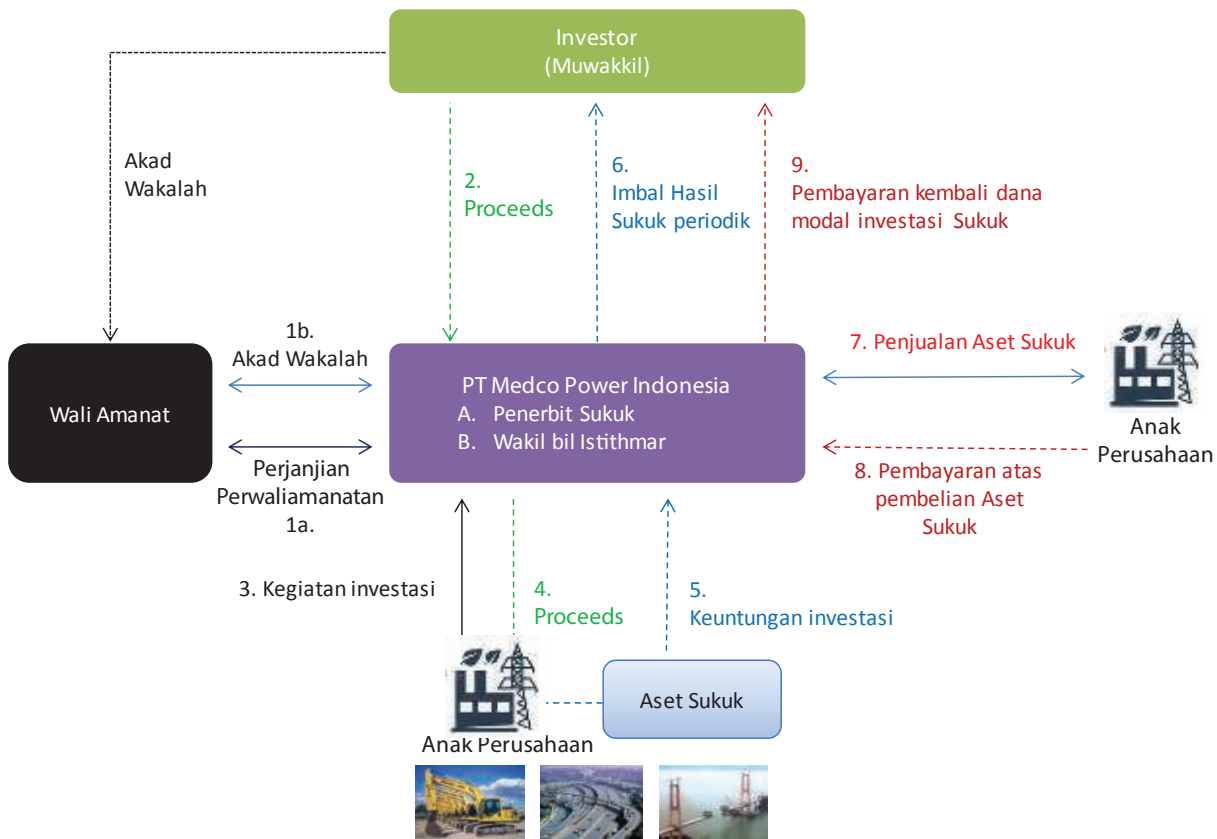 Investor
(Muwakkil)
Akad
Wakalah
2.
Proceeds
6.
Imbal Hasil
Sukuk periodik
9.
Pembayaran kembali dana
modal investasi Sukuk
Wali Amanat
1b.
Akad Wakalah
Perjanjian
Perwaliamanatan
1a.
PT Medco Power Indonesia
A. Penerbit Sukuk
B. Wakil bil Istithmar
7. Penjualan Aset Sukuk
8. Pembayaran atas
pembelian Aset
Sukuk
Anak
Perusahaan
3. Kegiatan investasi
4.
Proceeds
5.
Keuntungan investasi
Aset Sukuk
Anak Perusahaan